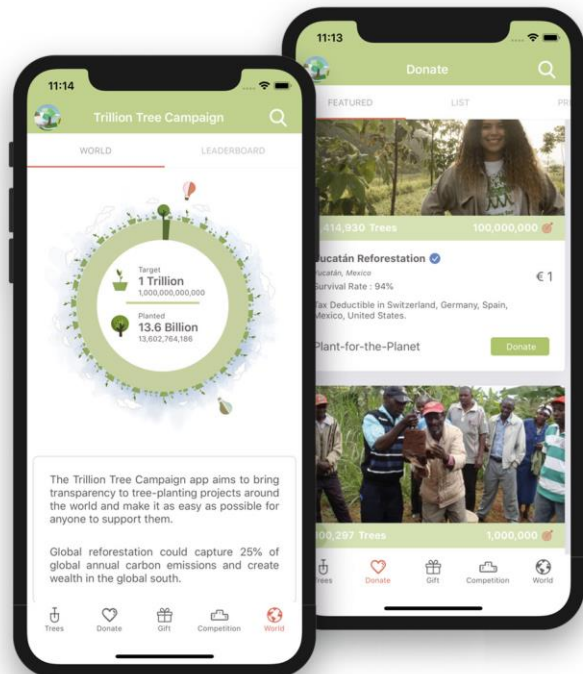 11:14
Trillion Tree Campaign
WORLD LEADERBOARD
Target
1 Trillion
1,000,000,000,000
Planted
13.6 Billion
13,602,764,186
The Trillion Tree Campaign app aims to bring
transparency to tree-planting projects around
the world and make it as easy as possible for
anyone to support them.
Global reforestation could capture 25% of
global annual carbon emissions and create
wealth in the global south.
Trees Donate Gift Competition World
11:13
Donate
FEATURED LIST PR
,414,930 Trees 100,000,000
Yucatán Reforestation
Yucatán, Mexico
€ 1
Survival Rate : 94%
Tax Deductible in Switzerland, Germany, Spain,
Mexico, United States.
Plant-for-the-Planet Donate
00,297 Trees 1,000,000
Trees Donate Gift Competition World